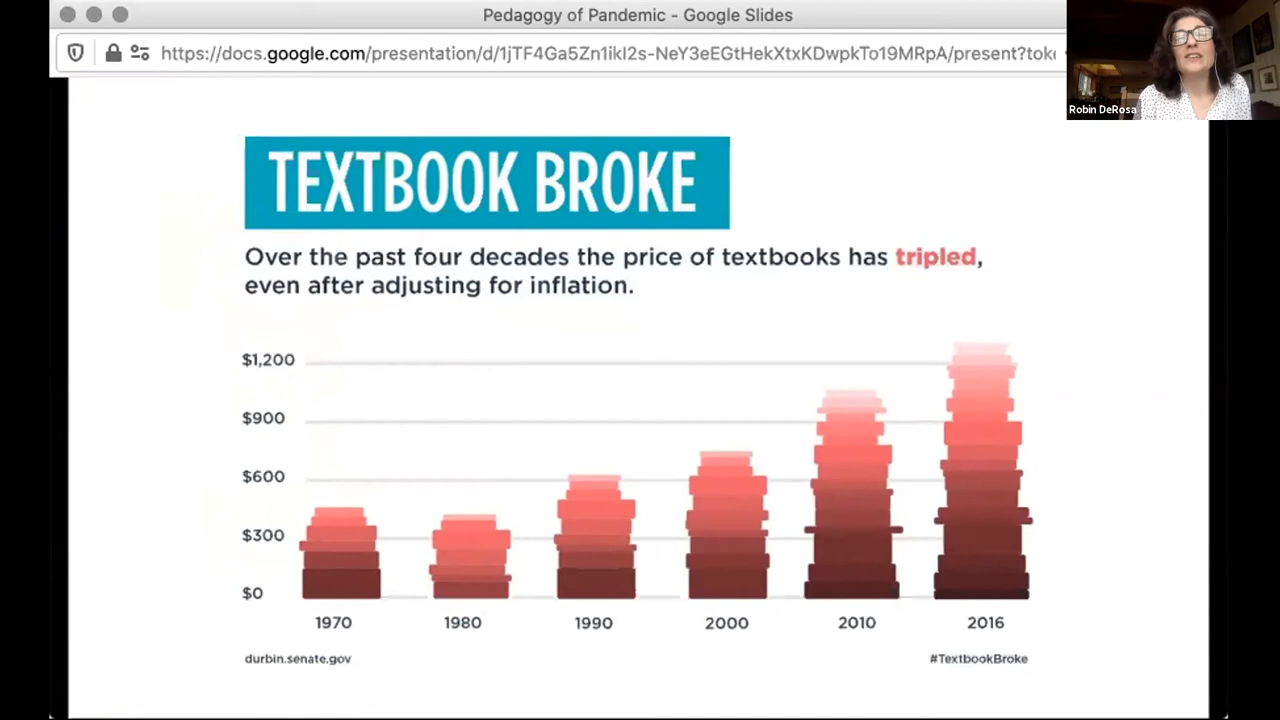 Pedagogy of Pandemic - Google Slides
https://docs.google.com/presentation/d/1jTF4Ga5Zn1ikI2s-NeY3eEGtHekXtxKDwpkTo19MRpA/present?toke
Robin DeRosa
TEXTBOOK BROKE
Over the past four decades the price of textbooks has tripled,
even after adjusting for inflation.
$1,200
$900
$600
$300
$0
1970 1980 1990 2000 2010 2016
durbin.senate.gov #TextbookBroke